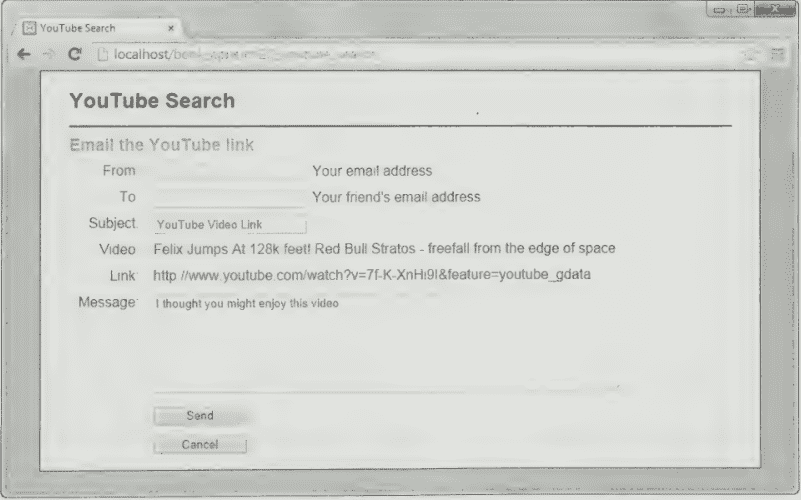 YouTube Search
localhost/
YouTube Search
Email the YouTube link
From Your email address
To Your friend's email address
Subject: YouTube Video Link
Video Felix Jumps At 128k feet! Red Bull Stratos - freefall from the edge of space
Link: http //www.youtube.com/watch?v=7f-K-XnHi9I&feature=youtube_gdata
Message: I thought you might enjoy this video
Send
Cancel